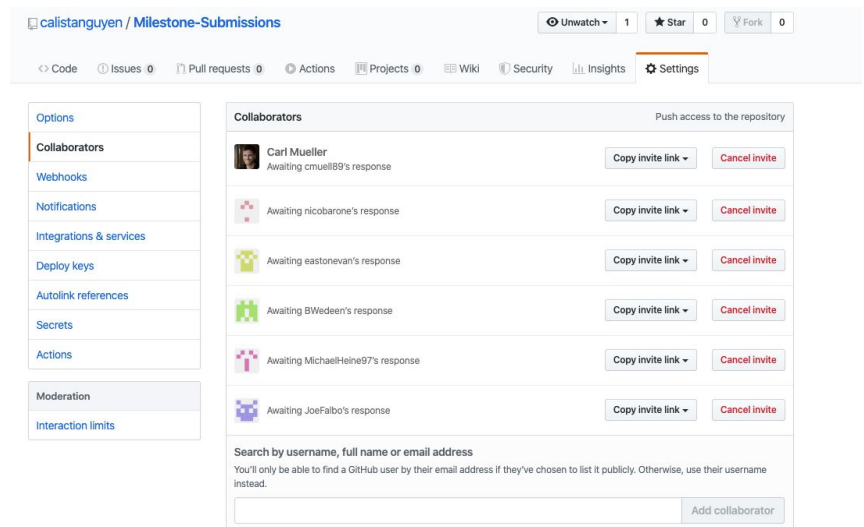 calistanguyen / Milestone-Submissions
Unwatch 1 Star 0 Fork 0
Code Issues 0 Pull requests 0 Actions Projects 0 Wiki Security Insights Settings
Options
Collaborators
Webhooks
Notifications
Integrations & services
Deploy keys
Autolink references
Secrets
Actions
Moderation
Interaction limits
Collaborators Push access to the repository
Carl Mueller
Awaiting cmuell89's response
Copy invite link Cancel invite
Awaiting nicobarone's response Copy invite link Cancel invite
Awaiting eastonevan's response Copy invite link Cancel invite
Awaiting BWedeen's response Copy invite link Cancel invite
Awaiting MichaelHeine97's response Copy invite link Cancel invite
Awaiting JoeFalbo's response Copy invite link Cancel invite
Search by username, full name or email address
You'll only be able to find a GitHub user by their email address if they've chosen to list it publicly. Otherwise, use their username
instead.
Add collaborator